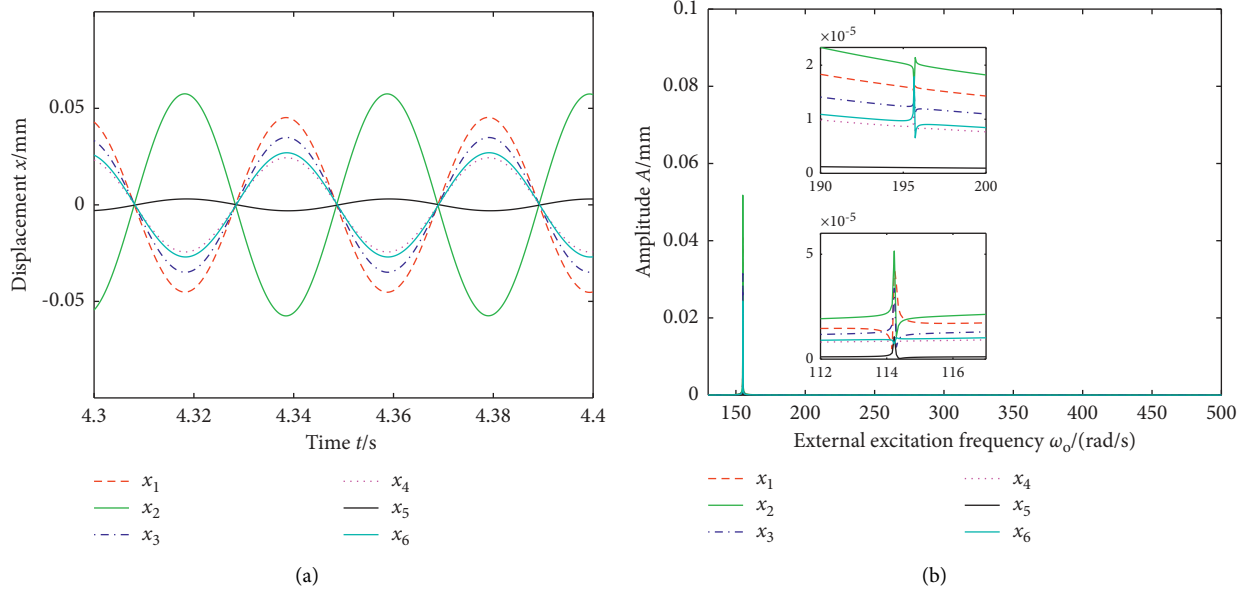 0.05
0
-0.05
4.3 4.32 4.34 4.36 4.38 4.4
Displacement x/mm
Time t/s
x1
x2
x3
x4
x5
x6
(a)
0.1
0.08
0.06
0.04
0.02
0
150 200 250 300 350 400 450 500
Amplitude A/mm
External excitation frequency ωo/(rad/s)
×10-5
2
1
0
190 195 200
×10-5
5
0
112 114 116
x1
x2
x3
x4
x5
x6
(b)